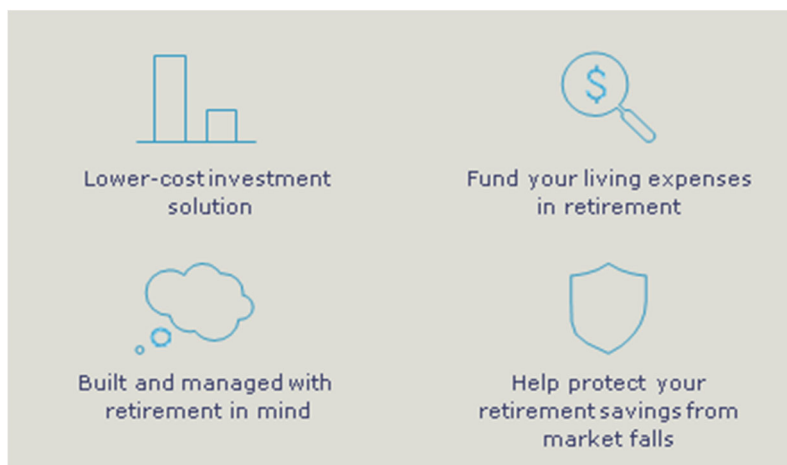 $
Lower-cost investment
solution
Fund your living expenses
in retirement
Built and managed with
retirement in mind
Help protect your
retirement savings from
market falls